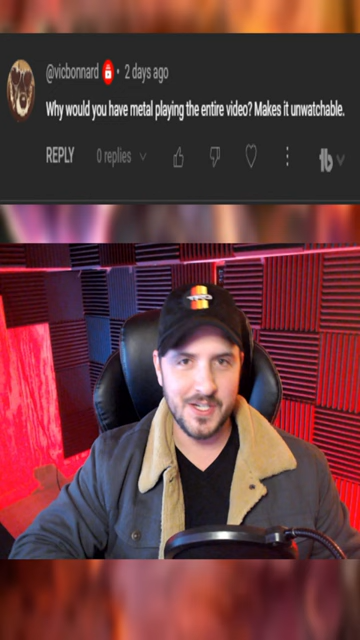 @vicbonnard • 2 days ago
Why would you have metal playing the entire video? Makes it unwatchable.
REPLY 0 replies
tb